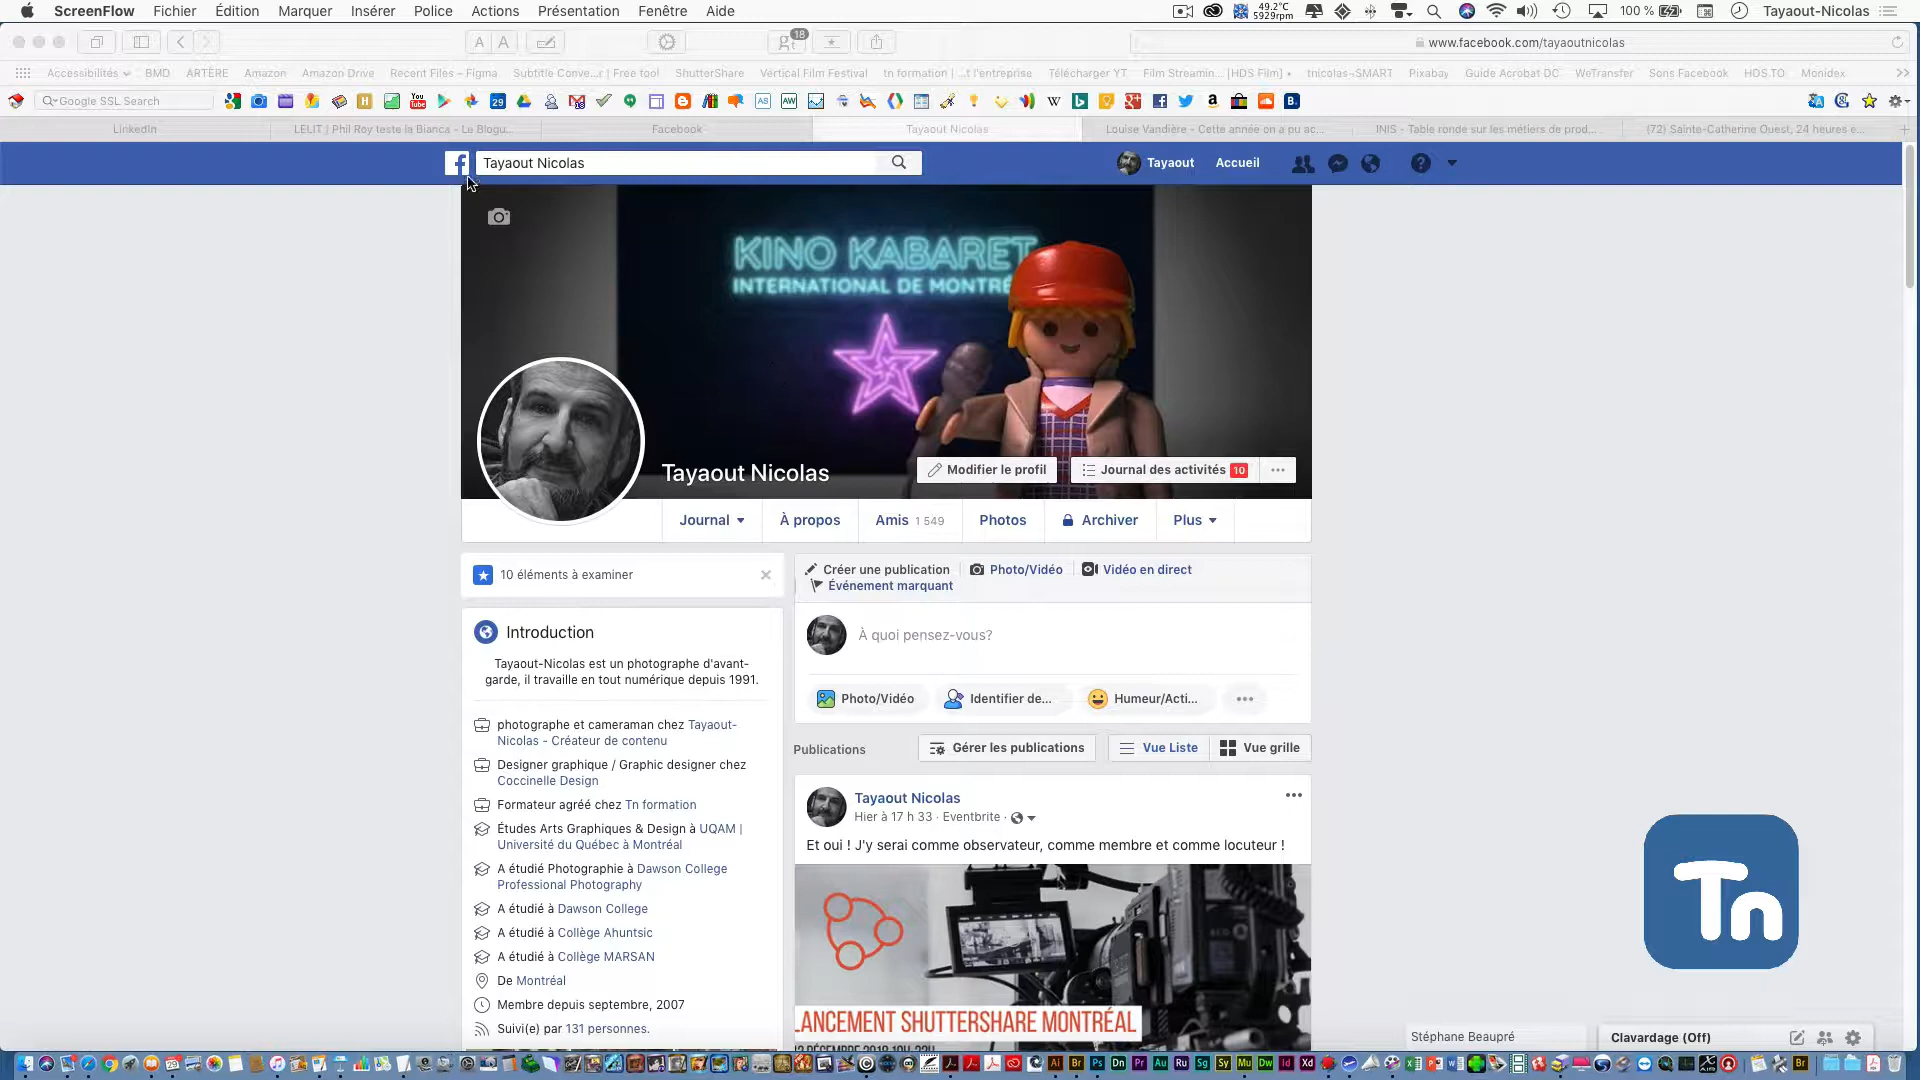 ScreenFlow Fichier Édition Marquer Insérer Police Actions Présentation Fenêtre Aide
49.2°C
5929rpm
100 %
Tayaout-Nicolas
A A
18
www.facebook.com/tayaoutnicolas
Accessibilités BMD ARTÈRE Amazon Amazon Drive Recent Files – Figma Subtitle Conve...r | Free tool ShutterShare Vertical Film Festival tn formation | ...t l'entreprise Télécharger YT Film Streamin... [HDS Film] • tnicolas-SMART Pixabay Guide Acrobat DC WeTransfer Sons Facebook HDS.TO Monidex
Google SSL Search
LinkedIn
LELIT | Phil Roy teste la Bianca - Le Blogu...
Facebook
Tayaout Nicolas
Louise Vandière - Cette année on a pu ac...
INIS - Table ronde sur les métiers de prod...
(72) Sainte-Catherine Ouest, 24 heures e...
Tayaout Nicolas
Tayaout
Accueil
KINO KABARET
INTERNATIONAL DE MONTRÉ
Tayaout Nicolas
Modifier le profil
Journal des activités 10
Journal À propos Amis 1 549 Photos Archiver Plus
10 éléments à examiner
Introduction
Tayaout-Nicolas est un photographe d'avant-
garde, il travaille en tout numérique depuis 1991.
photographe et cameraman chez Tayaout-
Nicolas - Créateur de contenu
Designer graphique / Graphic designer chez
Coccinelle Design
Formateur agréé chez Tn formation
Études Arts Graphiques & Design à UQAM |
Université du Québec à Montréal
A étudié Photographie à Dawson College
Professional Photography
A étudié à Dawson College
A étudié à Collège Ahuntsic
A étudié à Collège MARSAN
De Montréal
Membre depuis septembre, 2007
Suivi(e) par 131 personnes.
Créer une publication Photo/Vidéo Vidéo en direct
Événement marquant
À quoi pensez-vous?
Photo/Vidéo Identifier de... Humeur/Acti...
Publications
Gérer les publications
Vue Liste
Vue grille
Tayaout Nicolas
Hier à 17 h 33 · Eventbrite ·
Et oui ! J'y serai comme observateur, comme membre et comme locuteur !
LANCEMENT SHUTTERSHARE MONTRÉAL
Tn
Stéphane Beaupré
Clavardage (Off)